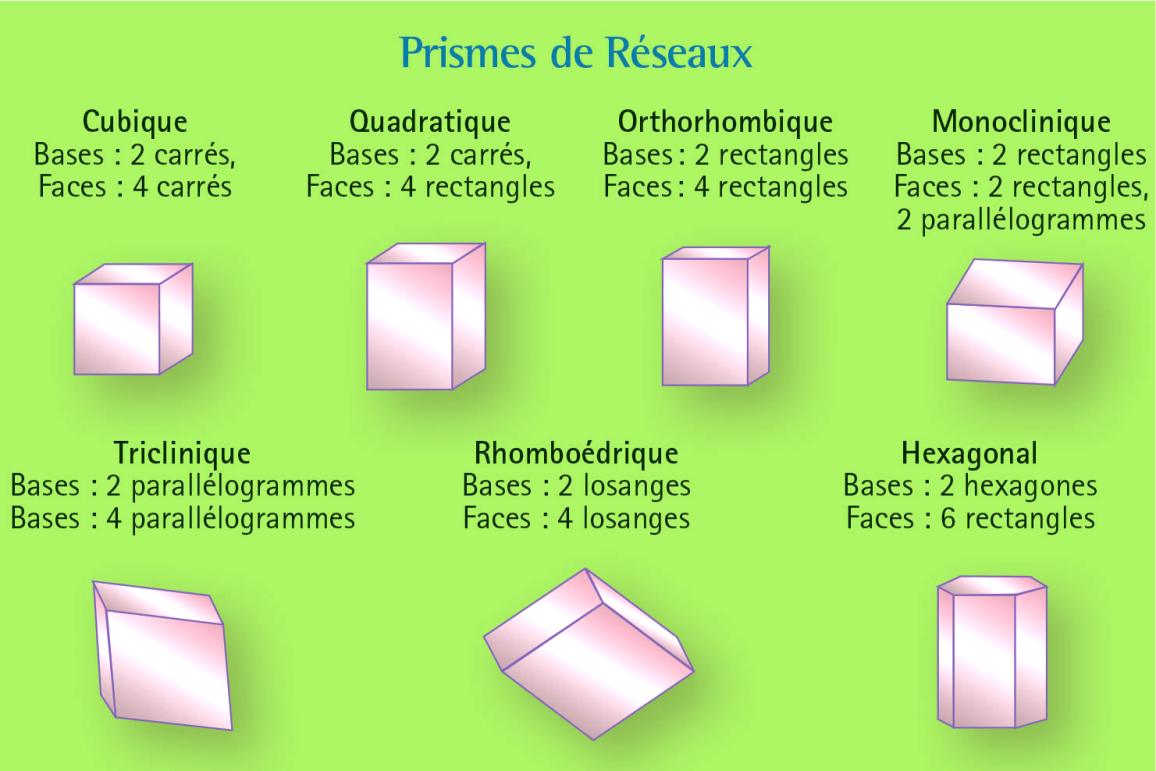 Prismes de Réseaux
Cubique
Bases : 2 carrés,
Faces : 4 carrés
Quadratique
Bases : 2 carrés,
Faces : 4 rectangles
Orthorhombique
Bases : 2 rectangles
Faces : 4 rectangles
Monoclinique
Bases : 2 rectangles
Faces : 2 rectangles,
2 parallélogrammes
Triclinique
Bases : 2 parallélogrammes
Bases : 4 parallélogrammes
Rhomboédrique
Bases : 2 losanges
Faces : 4 losanges
Hexagonal
Bases : 2 hexagones
Faces : 6 rectangles